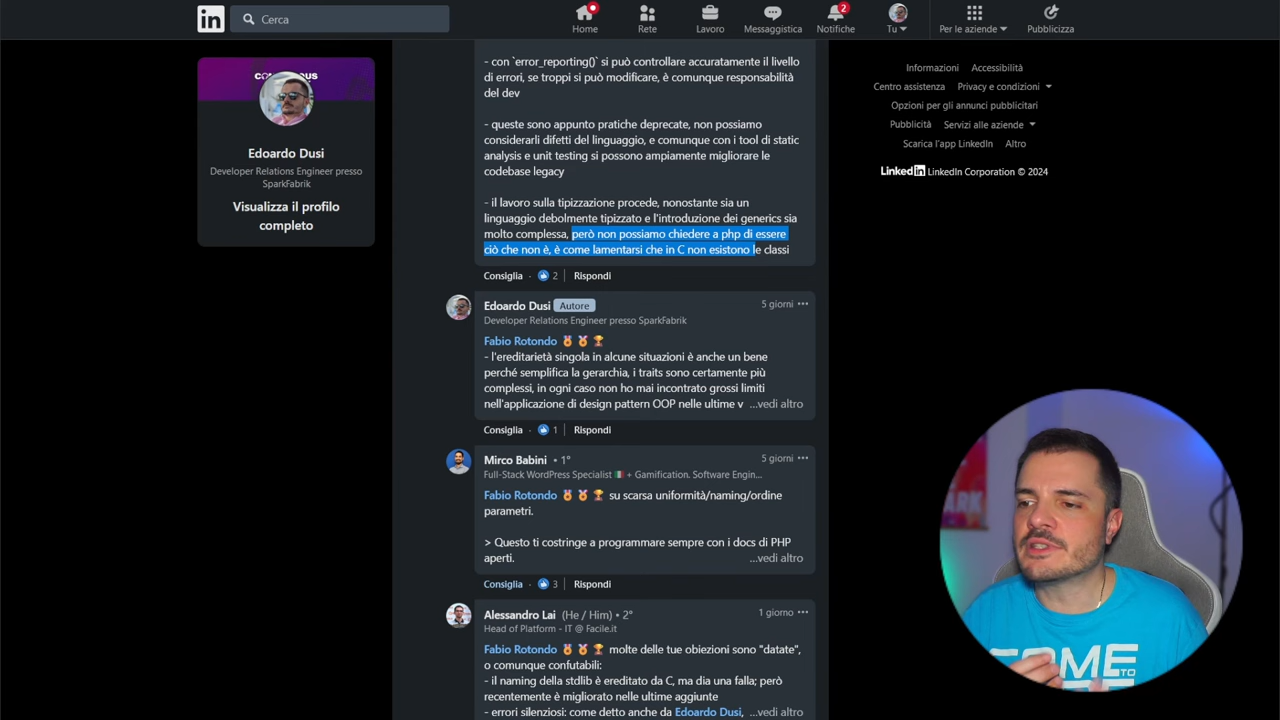 in
Cerca
Home
Rete
Lavoro
Messaggistica
2
Notifiche
Tu
Per le aziende
Pubblicizza
Edoardo Dusi
Developer Relations Engineer presso
SparkFabrik
Visualizza il profilo
completo
- con `error_reporting()` si può controllare accuratamente il livello
di errori, se troppi si può modificare, è comunque responsabilità
del dev
- queste sono appunto pratiche deprecate, non possiamo
considerarli difetti del linguaggio, e comunque con i tool di static
analysis e unit testing si possono ampiamente migliorare le
codebase legacy
- il lavoro sulla tipizzazione procede, nonostante sia un
linguaggio debolmente tipizzato e l'introduzione dei generics sia
molto complessa, però non possiamo chiedere a php di essere
ciò che non è, è come lamentarsi che in C non esistono le classi
Consiglia · 2 | Rispondi
Edoardo Dusi Autore
5 giorni ···
Developer Relations Engineer presso SparkFabrik
Fabio Rotondo
- l'ereditarietà singola in alcune situazioni è anche un bene
perché semplifica la gerarchia, i traits sono certamente più
complessi, in ogni caso non ho mai incontrato grossi limiti
nell'applicazione di design pattern OOP nelle ultime v ...vedi altro
Consiglia · 1 | Rispondi
Mirco Babini • 1°
5 giorni ···
Full-Stack WordPress Specialist 🇮🇹 + Gamification. Software Engin...
Fabio Rotondo su scarsa uniformità/naming/ordine
parametri.
> Questo ti costringe a programmare sempre con i docs di PHP
aperti. ...vedi altro
Consiglia · 3 | Rispondi
Alessandro Lai (He / Him) • 2°
1 giorno ···
Head of Platform - IT @ Facile.it
Fabio Rotondo molte delle tue obiezioni sono "datate",
o comunque confutabili:
- il naming della stdlib è ereditato da C, ma dia una falla; però
recentemente è migliorato nelle ultime aggiunte
- errori silenziosi: come detto anche da Edoardo Dusi, ...vedi altro
Informazioni Accessibilità
Centro assistenza Privacy e condizioni
Opzioni per gli annunci pubblicitari
Pubblicità Servizi alle aziende
Scarica l'app LinkedIn Altro
LinkedIn LinkedIn Corporation © 2024
COME
TO